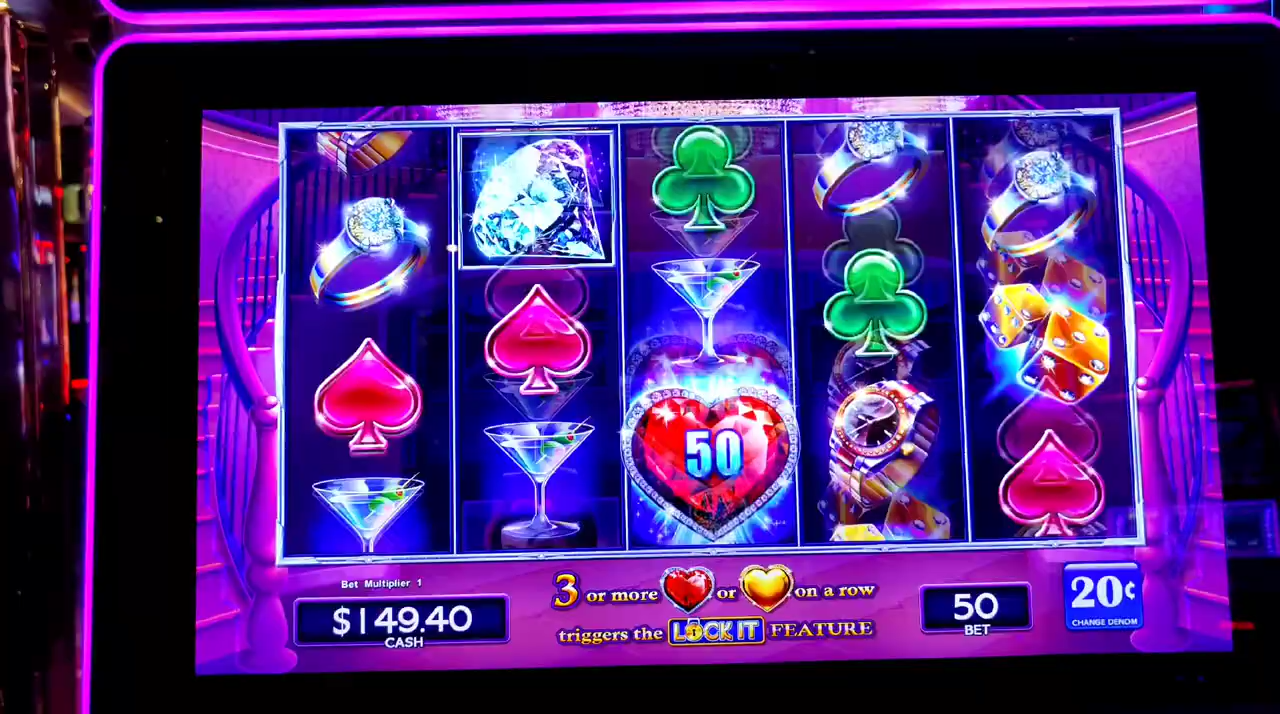 50
Bet Multiplier 1
$149.40
CASH
3 or more or on a row
triggers the LOCK IT FEATURE
50
BET
20¢
CHANGE DENOM